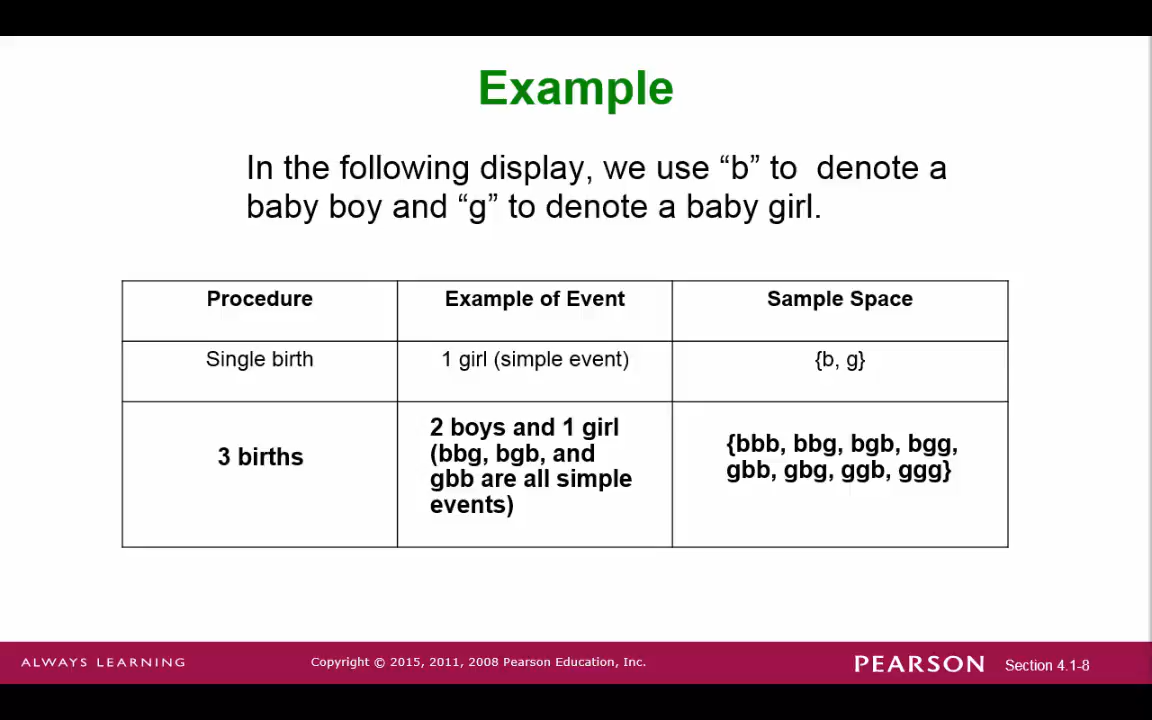 Example
In the following display, we use “b” to denote a
baby boy and “g” to denote a baby girl.
Procedure
Example of Event
Sample Space
Single birth
1 girl (simple event)
{b, g}
3 births
2 boys and 1 girl
(bbg, bgb, and
gbb are all simple
events)
{bbb, bbg, bgb, bgg,
gbb, gbg, ggb, ggg}
ALWAYS LEARNING
Copyright © 2015, 2011, 2008 Pearson Education, Inc.
PEARSON
Section 4.1-8